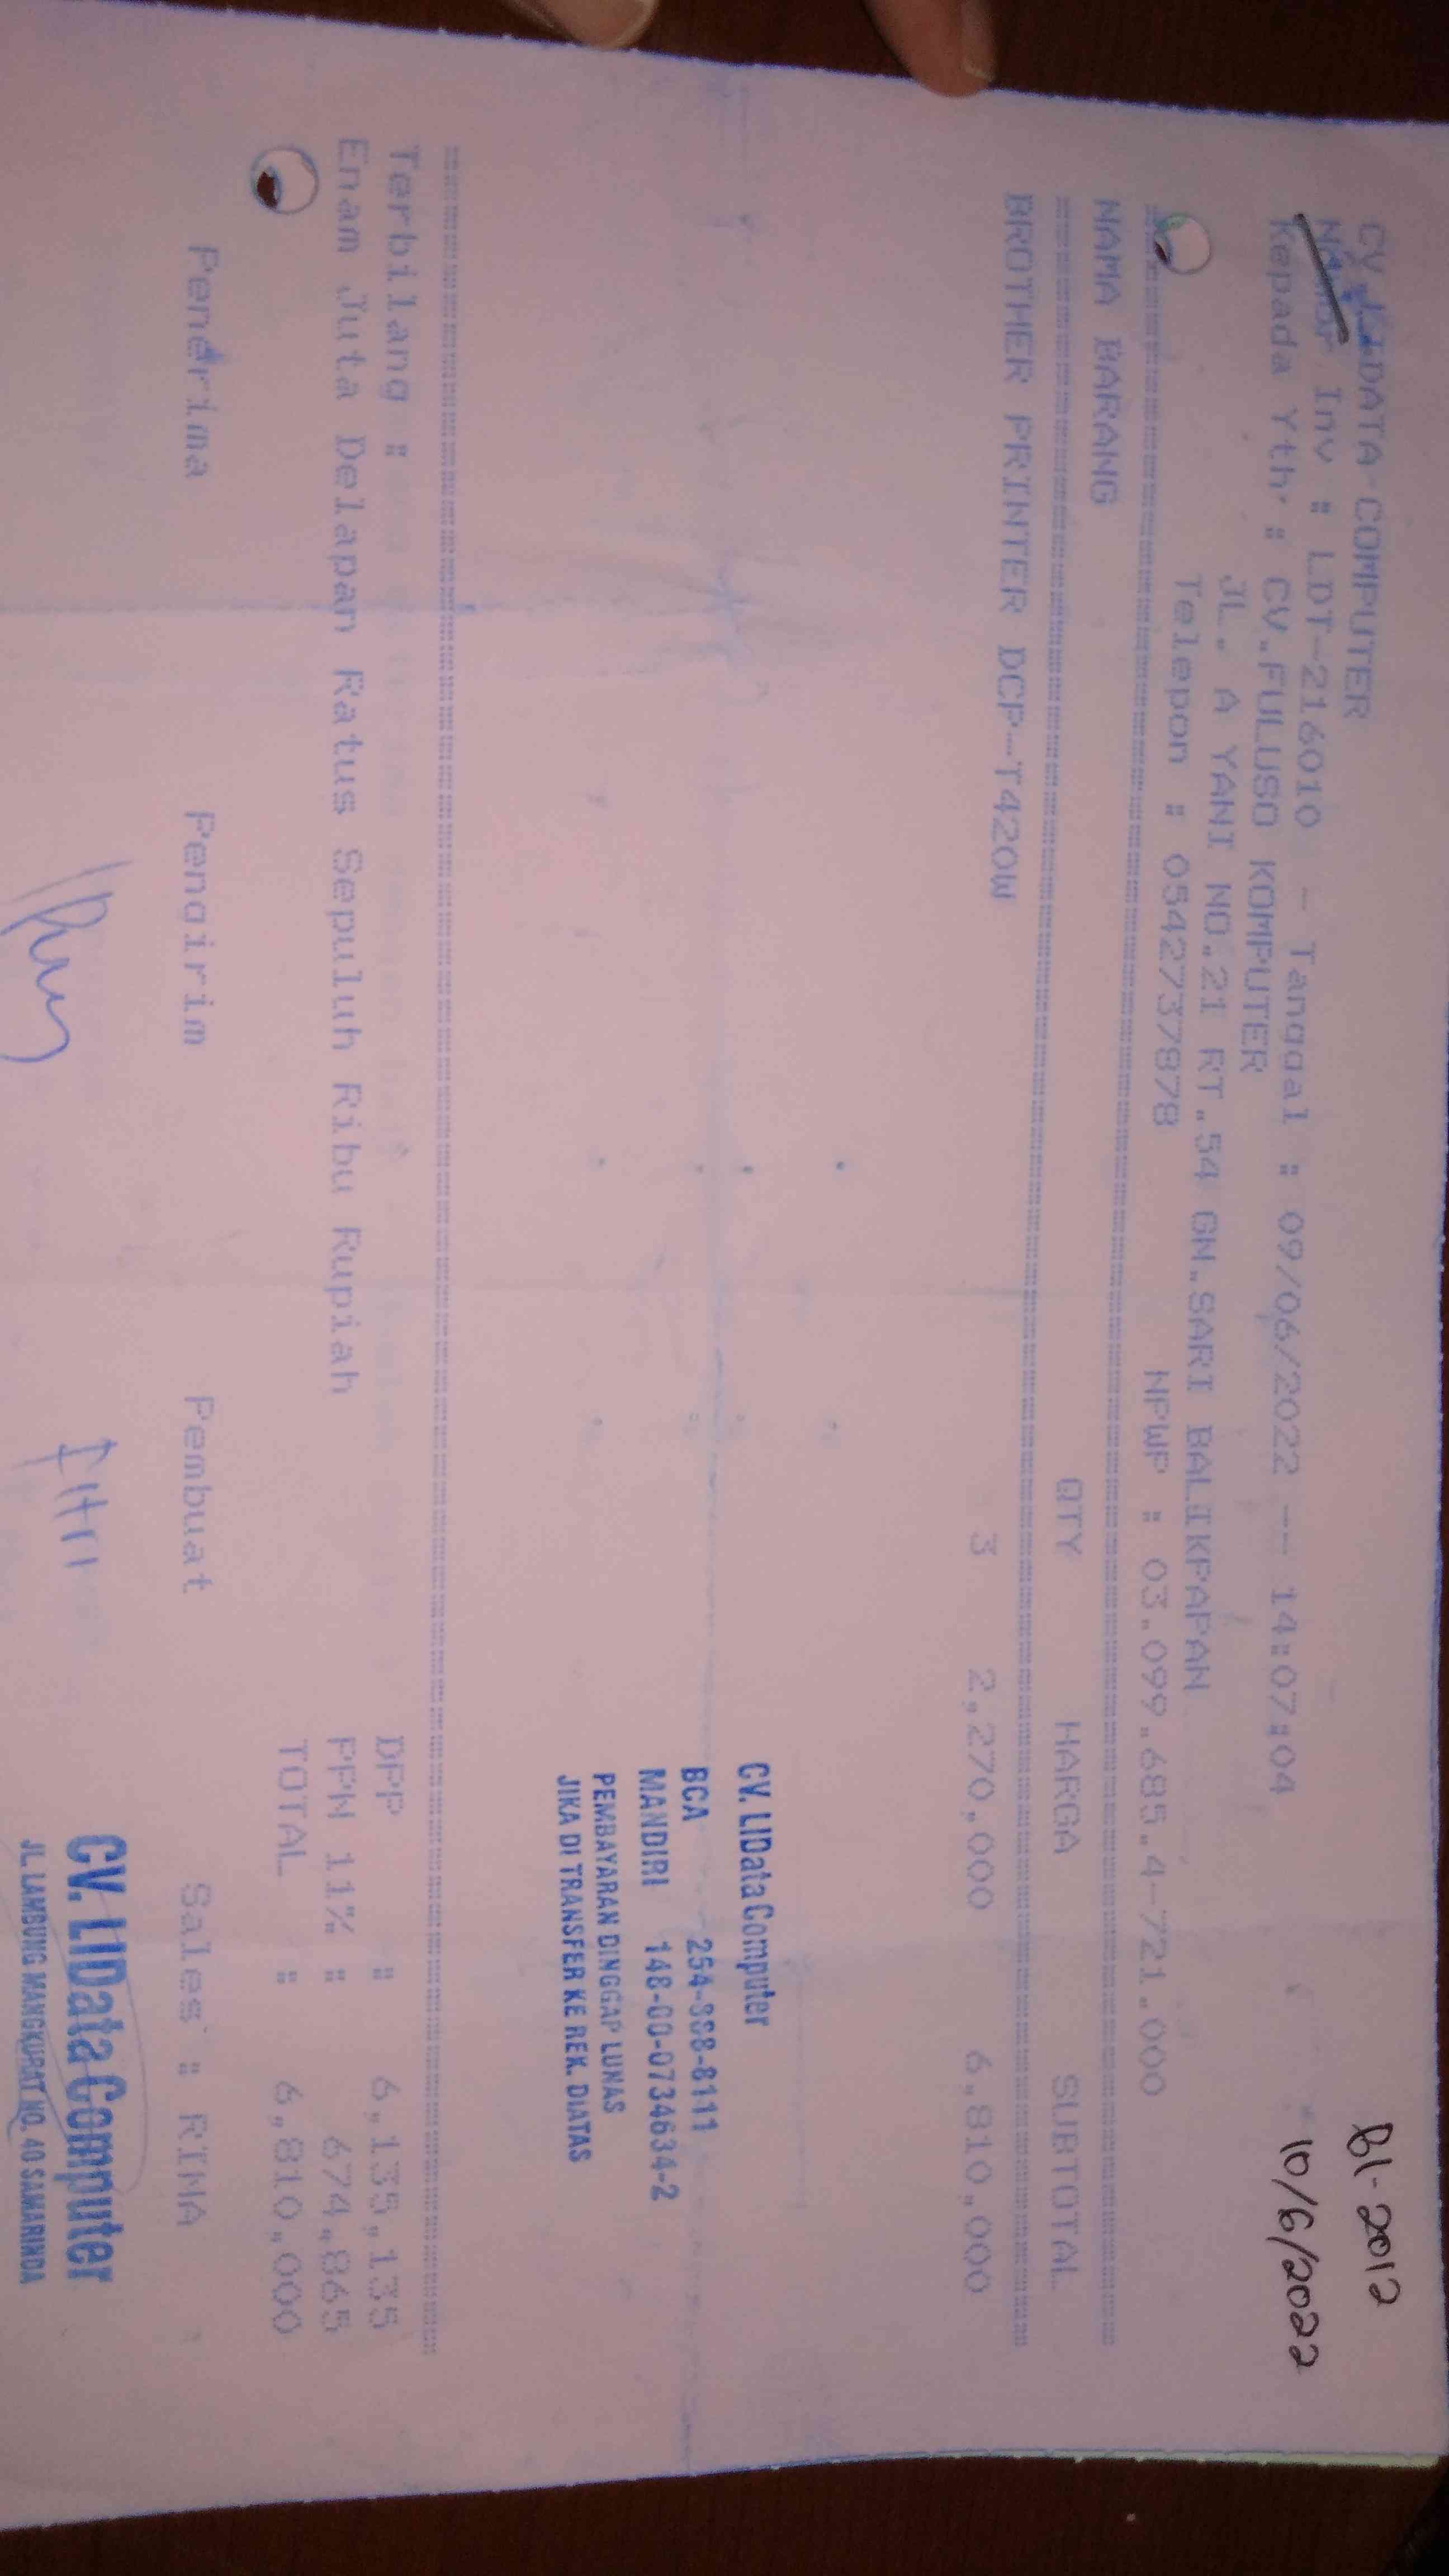 CV. LIDATA COMPUTER
Nomor Inv : LDT-216010 - Tanggal : 09/06/2022 -- 14:07:04
Kepada Yth : CV.FULUSO KOMPUTER
JL. A YANI NO.21 RT.54 GN.SARI BALIKPAPAN
Telepon : 0542737878 NPWP : 03.099.685.4-721.000
BI-2012
10/6/2022
NAMA BARANG QTY HARGA SUBTOTAL
BROTHER PRINTER DCP-T420W 3 2,270,000 6,810,000
CV. LIData Computer
BCA 254-888-8111
MANDIRI 148-00-0734634-2
PEMBAYARAN DINGGAP LUNAS
JIKA DI TRANSFER KE REK. DIATAS
Terbilang :
Enam Juta Delapan Ratus Sepuluh Ribu Rupiah
DPP : 6,135,135
PPN 11% : 674,865
TOTAL : 6,810,000
Penerima Pengirim Pembuat Sales : RIMA
Fitri
CV. LIData Computer
JL. LAMBUNG MANGKURAT NO. 40 SAMARINDA